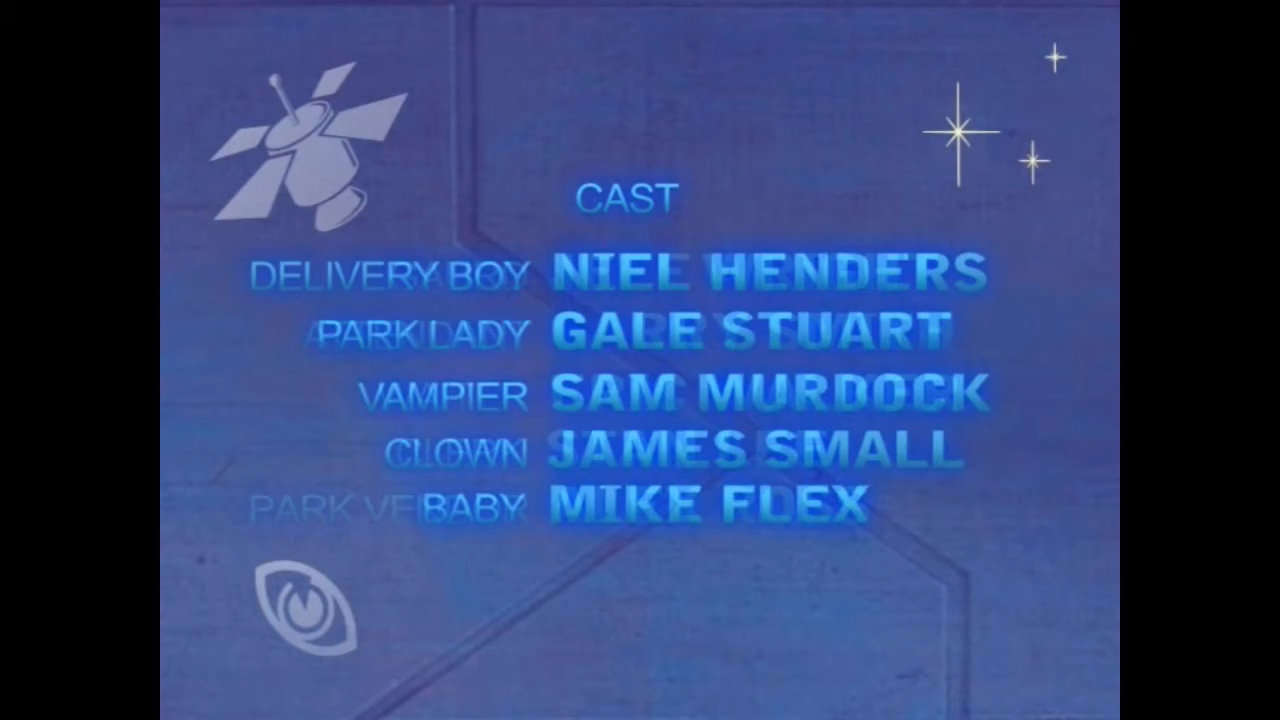 CAST
DELIVERY BOY NIEL HENDERS
PARK LADY GALE STUART
VAMPIER SAM MURDOCK
CLOWN JAMES SMALL
BABY MIKE FLEX